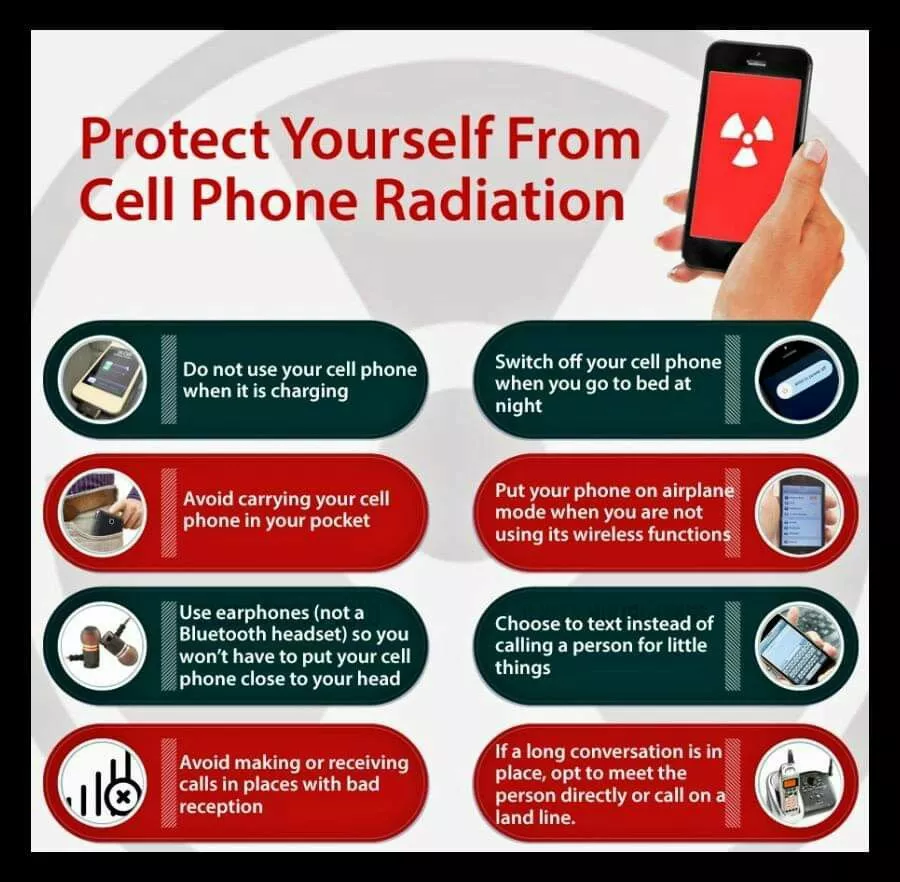 Protect Yourself From
Cell Phone Radiation
Do not use your cell phone
when it is charging
Switch off your cell phone
when you go to bed at
night
Avoid carrying your cell
phone in your pocket
Put your phone on airplane
mode when you are not
using its wireless functions
Use earphones (not a
Bluetooth headset) so you
won't have to put your cell
phone close to your head
Choose to text instead of
calling a person for little
things
Avoid making or receiving
calls in places with bad
reception
If a long conversation is in
place, opt to meet the
person directly or call on a
land line.